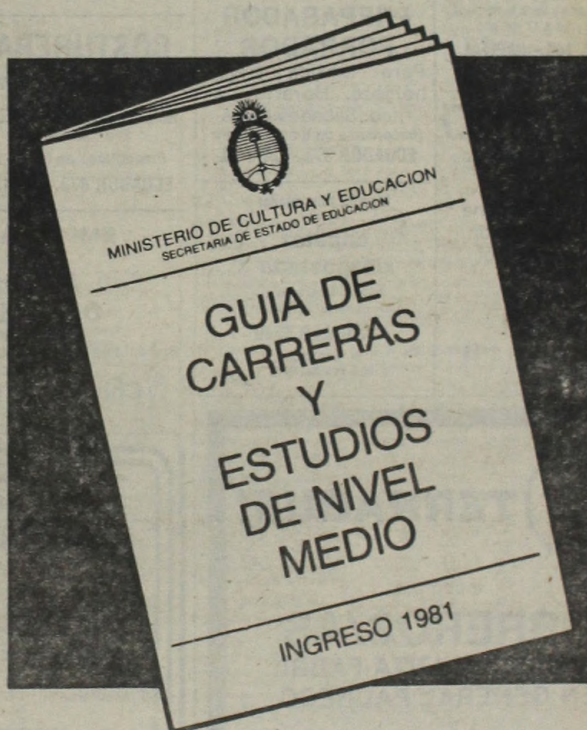 MINISTERIO DE CULTURA Y EDUCACION
SECRETARIA DE ESTADO DE EDUCACION
GUIA DE
CARRERAS
Y
ESTUDIOS
DE NIVEL
MEDIO
INGRESO 1981